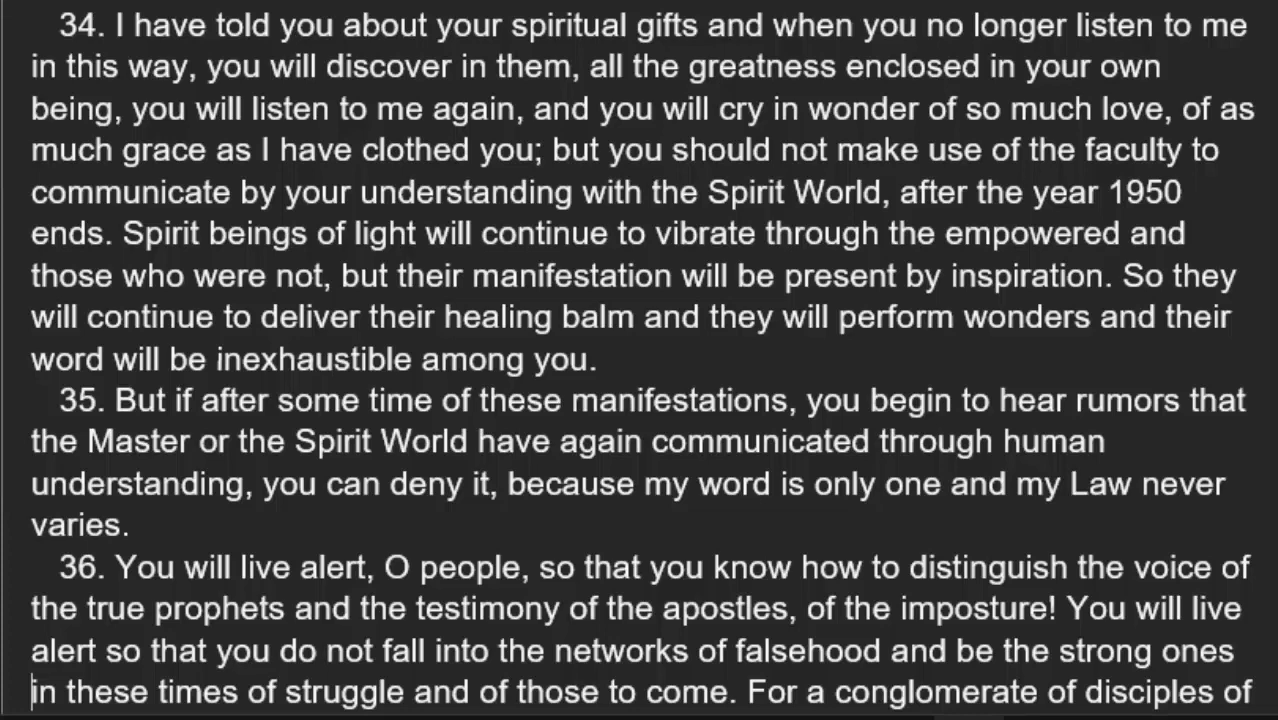 34. I have told you about your spiritual gifts and when you no longer listen to me
in this way, you will discover in them, all the greatness enclosed in your own
being, you will listen to me again, and you will cry in wonder of so much love, of as
much grace as I have clothed you; but you should not make use of the faculty to
communicate by your understanding with the Spirit World, after the year 1950
ends. Spirit beings of light will continue to vibrate through the empowered and
those who were not, but their manifestation will be present by inspiration. So they
will continue to deliver their healing balm and they will perform wonders and their
word will be inexhaustible among you.
35. But if after some time of these manifestations, you begin to hear rumors that
the Master or the Spirit World have again communicated through human
understanding, you can deny it, because my word is only one and my Law never
varies.
36. You will live alert, O people, so that you know how to distinguish the voice of
the true prophets and the testimony of the apostles, of the imposture! You will live
alert so that you do not fall into the networks of falsehood and be the strong ones
in these times of struggle and of those to come. For a conglomerate of disciples of